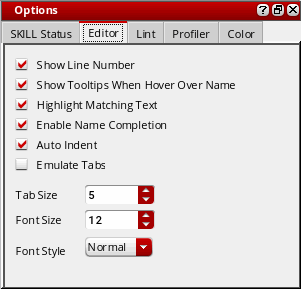 Options
SKILL Status Editor Lint Profiler Color
Show Line Number
Show Tooltips When Hover Over Name
Highlight Matching Text
Enable Name Completion
Auto Indent
Emulate Tabs
Tab Size 5
Font Size 12
Font Style Normal